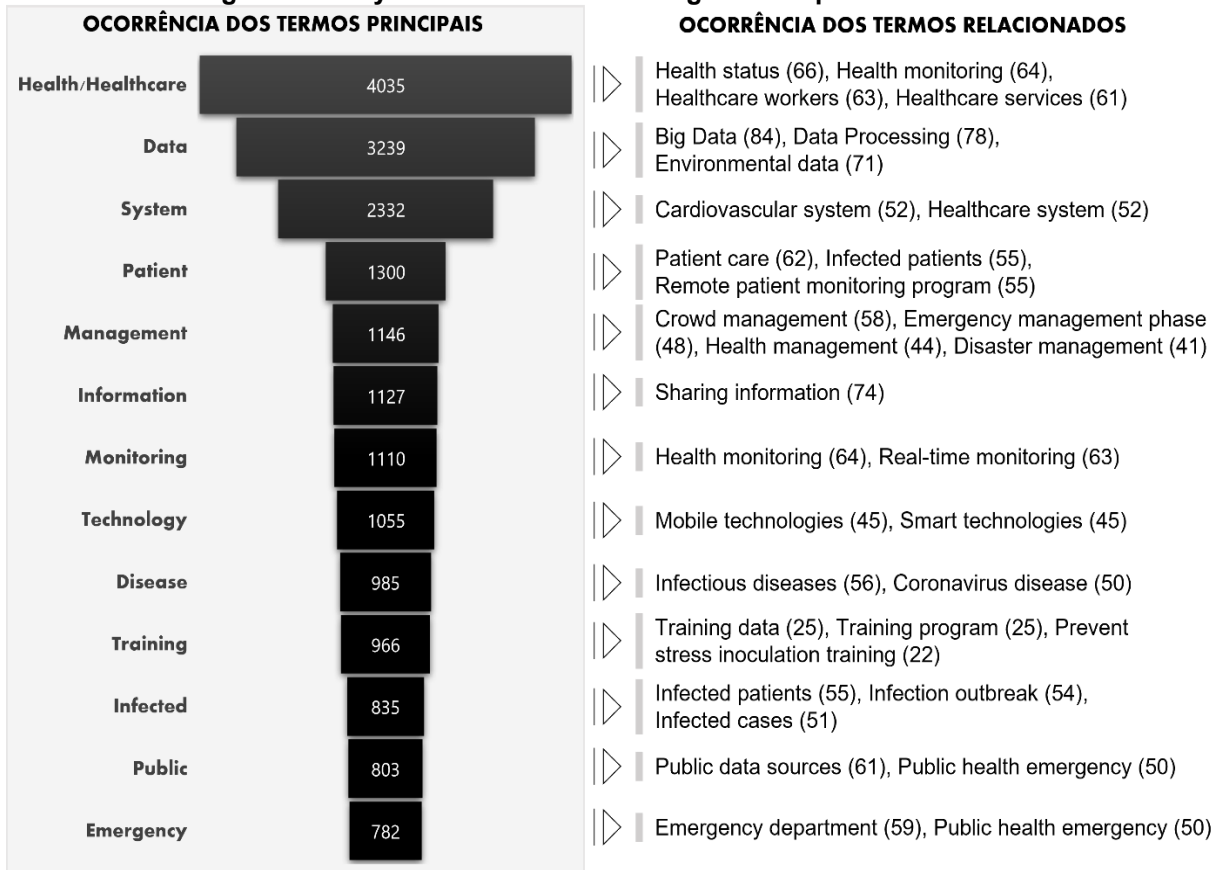 OCORRÊNCIA DOS TERMOS PRINCIPAIS
Health/Healthcare 4035
Data 3239
System 2332
Patient 1300
Management 1146
Information 1127
Monitoring 1110
Technology 1055
Disease 985
Training 966
Infected 835
Public 803
Emergency 782
OCORRÊNCIA DOS TERMOS RELACIONADOS
Health status (66), Health monitoring (64),
Healthcare workers (63), Healthcare services (61)
Big Data (84), Data Processing (78),
Environmental data (71)
Cardiovascular system (52), Healthcare system (52)
Patient care (62), Infected patients (55),
Remote patient monitoring program (55)
Crowd management (58), Emergency management phase
(48), Health management (44), Disaster management (41)
Sharing information (74)
Health monitoring (64), Real-time monitoring (63)
Mobile technologies (45), Smart technologies (45)
Infectious diseases (56), Coronavirus disease (50)
Training data (25), Training program (25), Prevent
stress inoculation training (22)
Infected patients (55), Infection outbreak (54),
Infected cases (51)
Public data sources (61), Public health emergency (50)
Emergency department (59), Public health emergency (50)